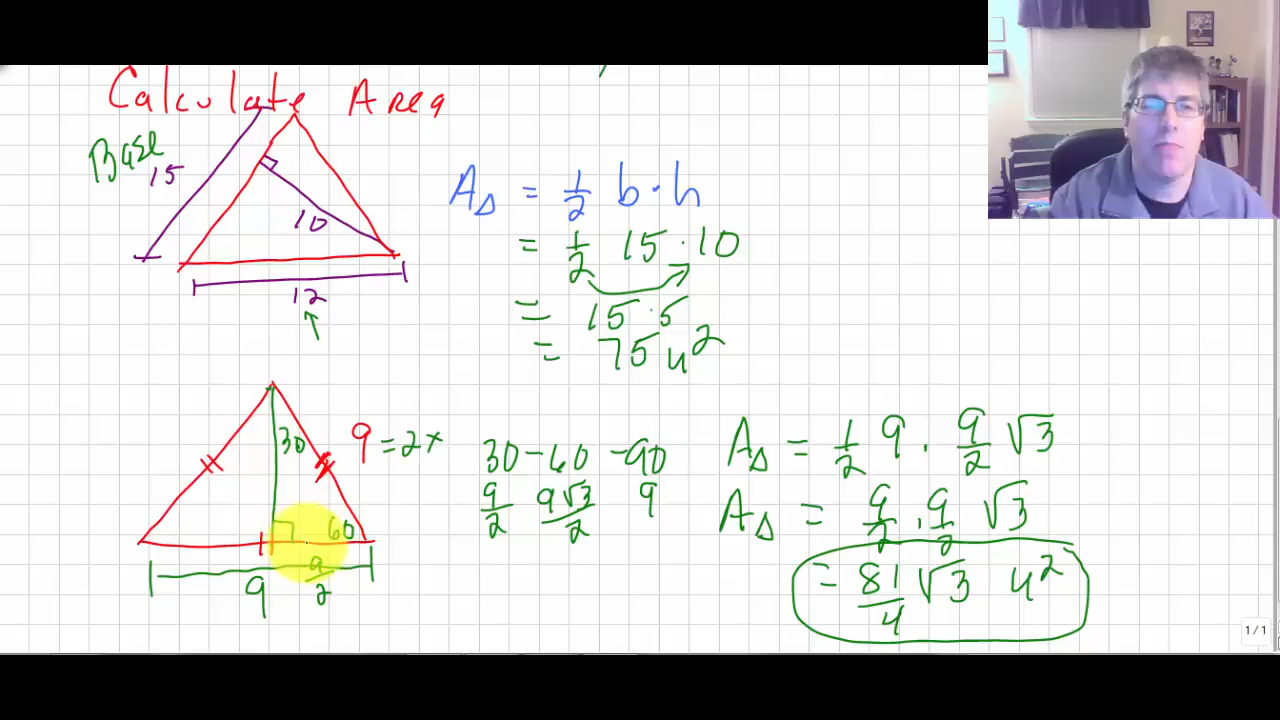 Calculate Area
Base
15
10
12
A△ = 1/2 b · h
= 1/2 15 · 10
= 15 · 5
= 75 u²
30
9 = 2x
60
9/2
9
30 - 60 - 90
9/2 9√3/2 9
A△ = 1/2 9 · 9/2 √3
A△ = 9/2 · 9/2 √3
= 81/4 √3 u²
1/1